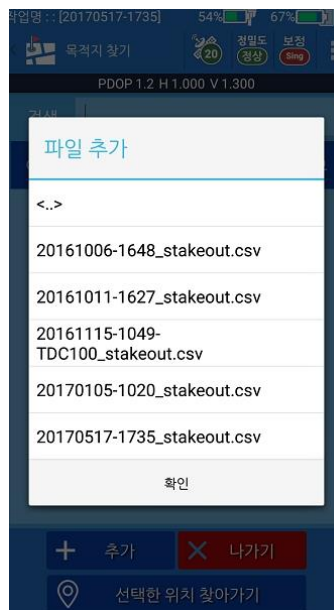 작업명 : : [20170517-1735] 54% 67%
목적지 찾기 20 정밀도 정상 보정 Sing
PDOP 1.2 H 1.000 V 1.300
검색
파일 추가
<..>
20161006-1648_stakeout.csv
20161011-1627_stakeout.csv
20161115-1049-
TDC100_stakeout.csv
20170105-1020_stakeout.csv
20170517-1735_stakeout.csv
확인
추가 나가기
선택한 위치 찾아가기